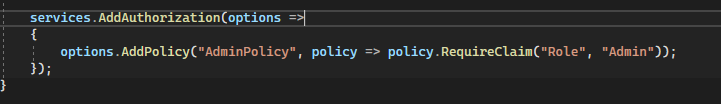 services.AddAuthorization(options =>
{
options.AddPolicy("AdminPolicy", policy => policy.RequireClaim("Role", "Admin"));
});
}